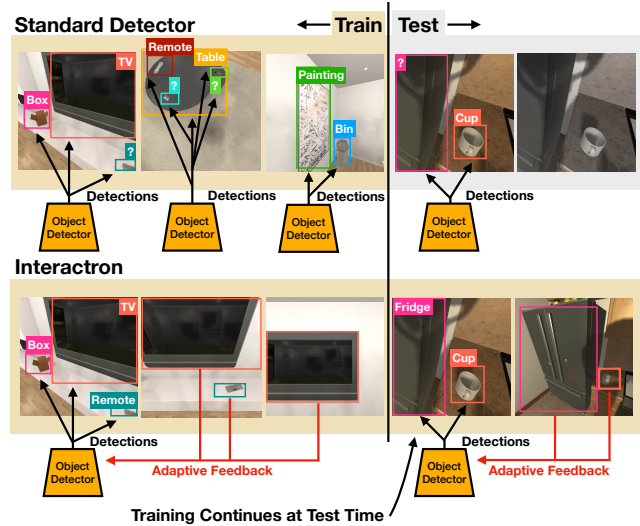 Standard Detector
Train
Test
Remote
Table
TV
?
?
Box
?
Painting
Bin
?
Cup
Detections
Detections
Detections
Detections
Object
Detector
Object
Detector
Object
Detector
Object
Detector
Interactron
TV
Box
Remote
Fridge
Cup
Detections
Detections
Object
Detector
Adaptive Feedback
Object
Detector
Adaptive Feedback
Training Continues at Test Time